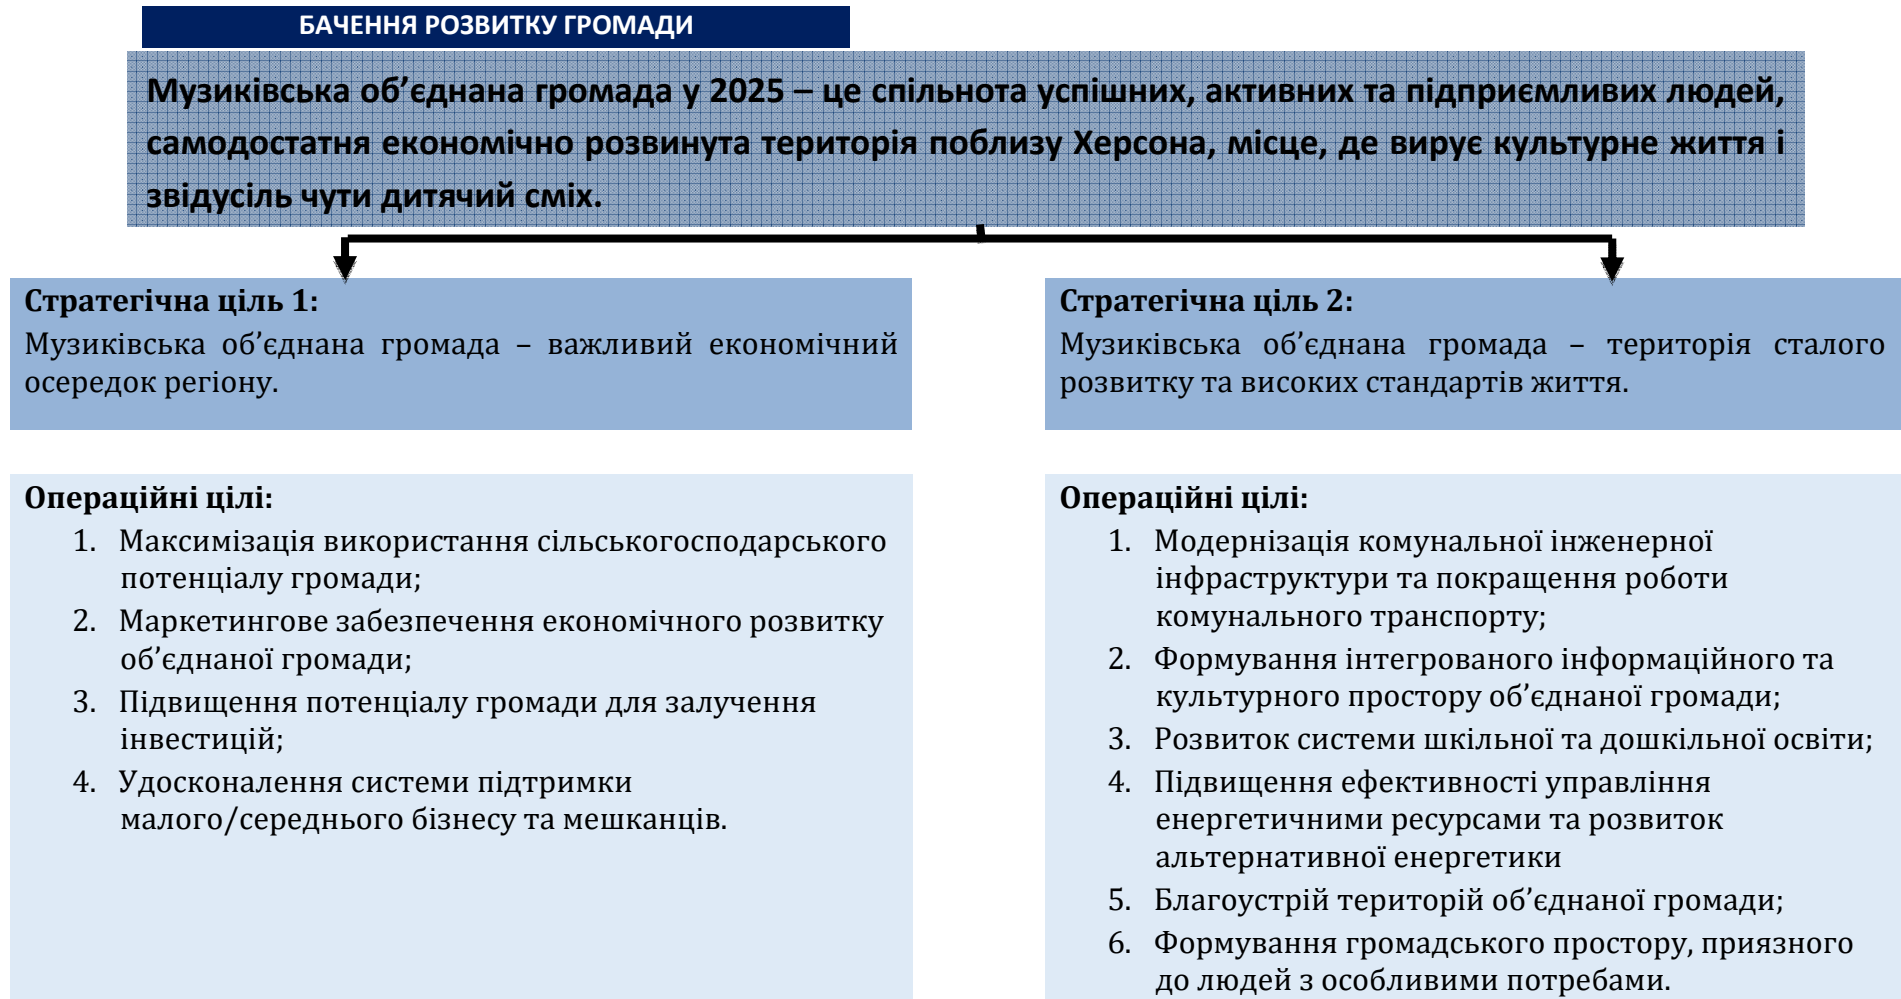 БАЧЕННЯ РОЗВИТКУ ГРОМАДИ
Музиківська об’єднана громада у 2025 – це спільнота успішних, активних та підприємливих людей,
самодостатня економічно розвинута територія поблизу Херсона, місце, де вирує культурне життя і
звідусіль чути дитячий сміх.
Стратегічна ціль 1:
Музиківська об’єднана громада – важливий економічний
осередок регіону.
Стратегічна ціль 2:
Музиківська об’єднана громада – територія сталого
розвитку та високих стандартів життя.
Операційні цілі:
1. Максимізація використання сільськогосподарського
потенціалу громади;
2. Маркетингове забезпечення економічного розвитку
об’єднаної громади;
3. Підвищення потенціалу громади для залучення
інвестицій;
4. Удосконалення системи підтримки
малого/середнього бізнесу та мешканців.
Операційні цілі:
1. Модернізація комунальної інженерної
інфраструктури та покращення роботи
комунального транспорту;
2. Формування інтегрованого інформаційного та
культурного простору об’єднаної громади;
3. Розвиток системи шкільної та дошкільної освіти;
4. Підвищення ефективності управління
енергетичними ресурсами та розвиток
альтернативної енергетики
5. Благоустрій територій об’єднаної громади;
6. Формування громадського простору, приязного
до людей з особливими потребами.